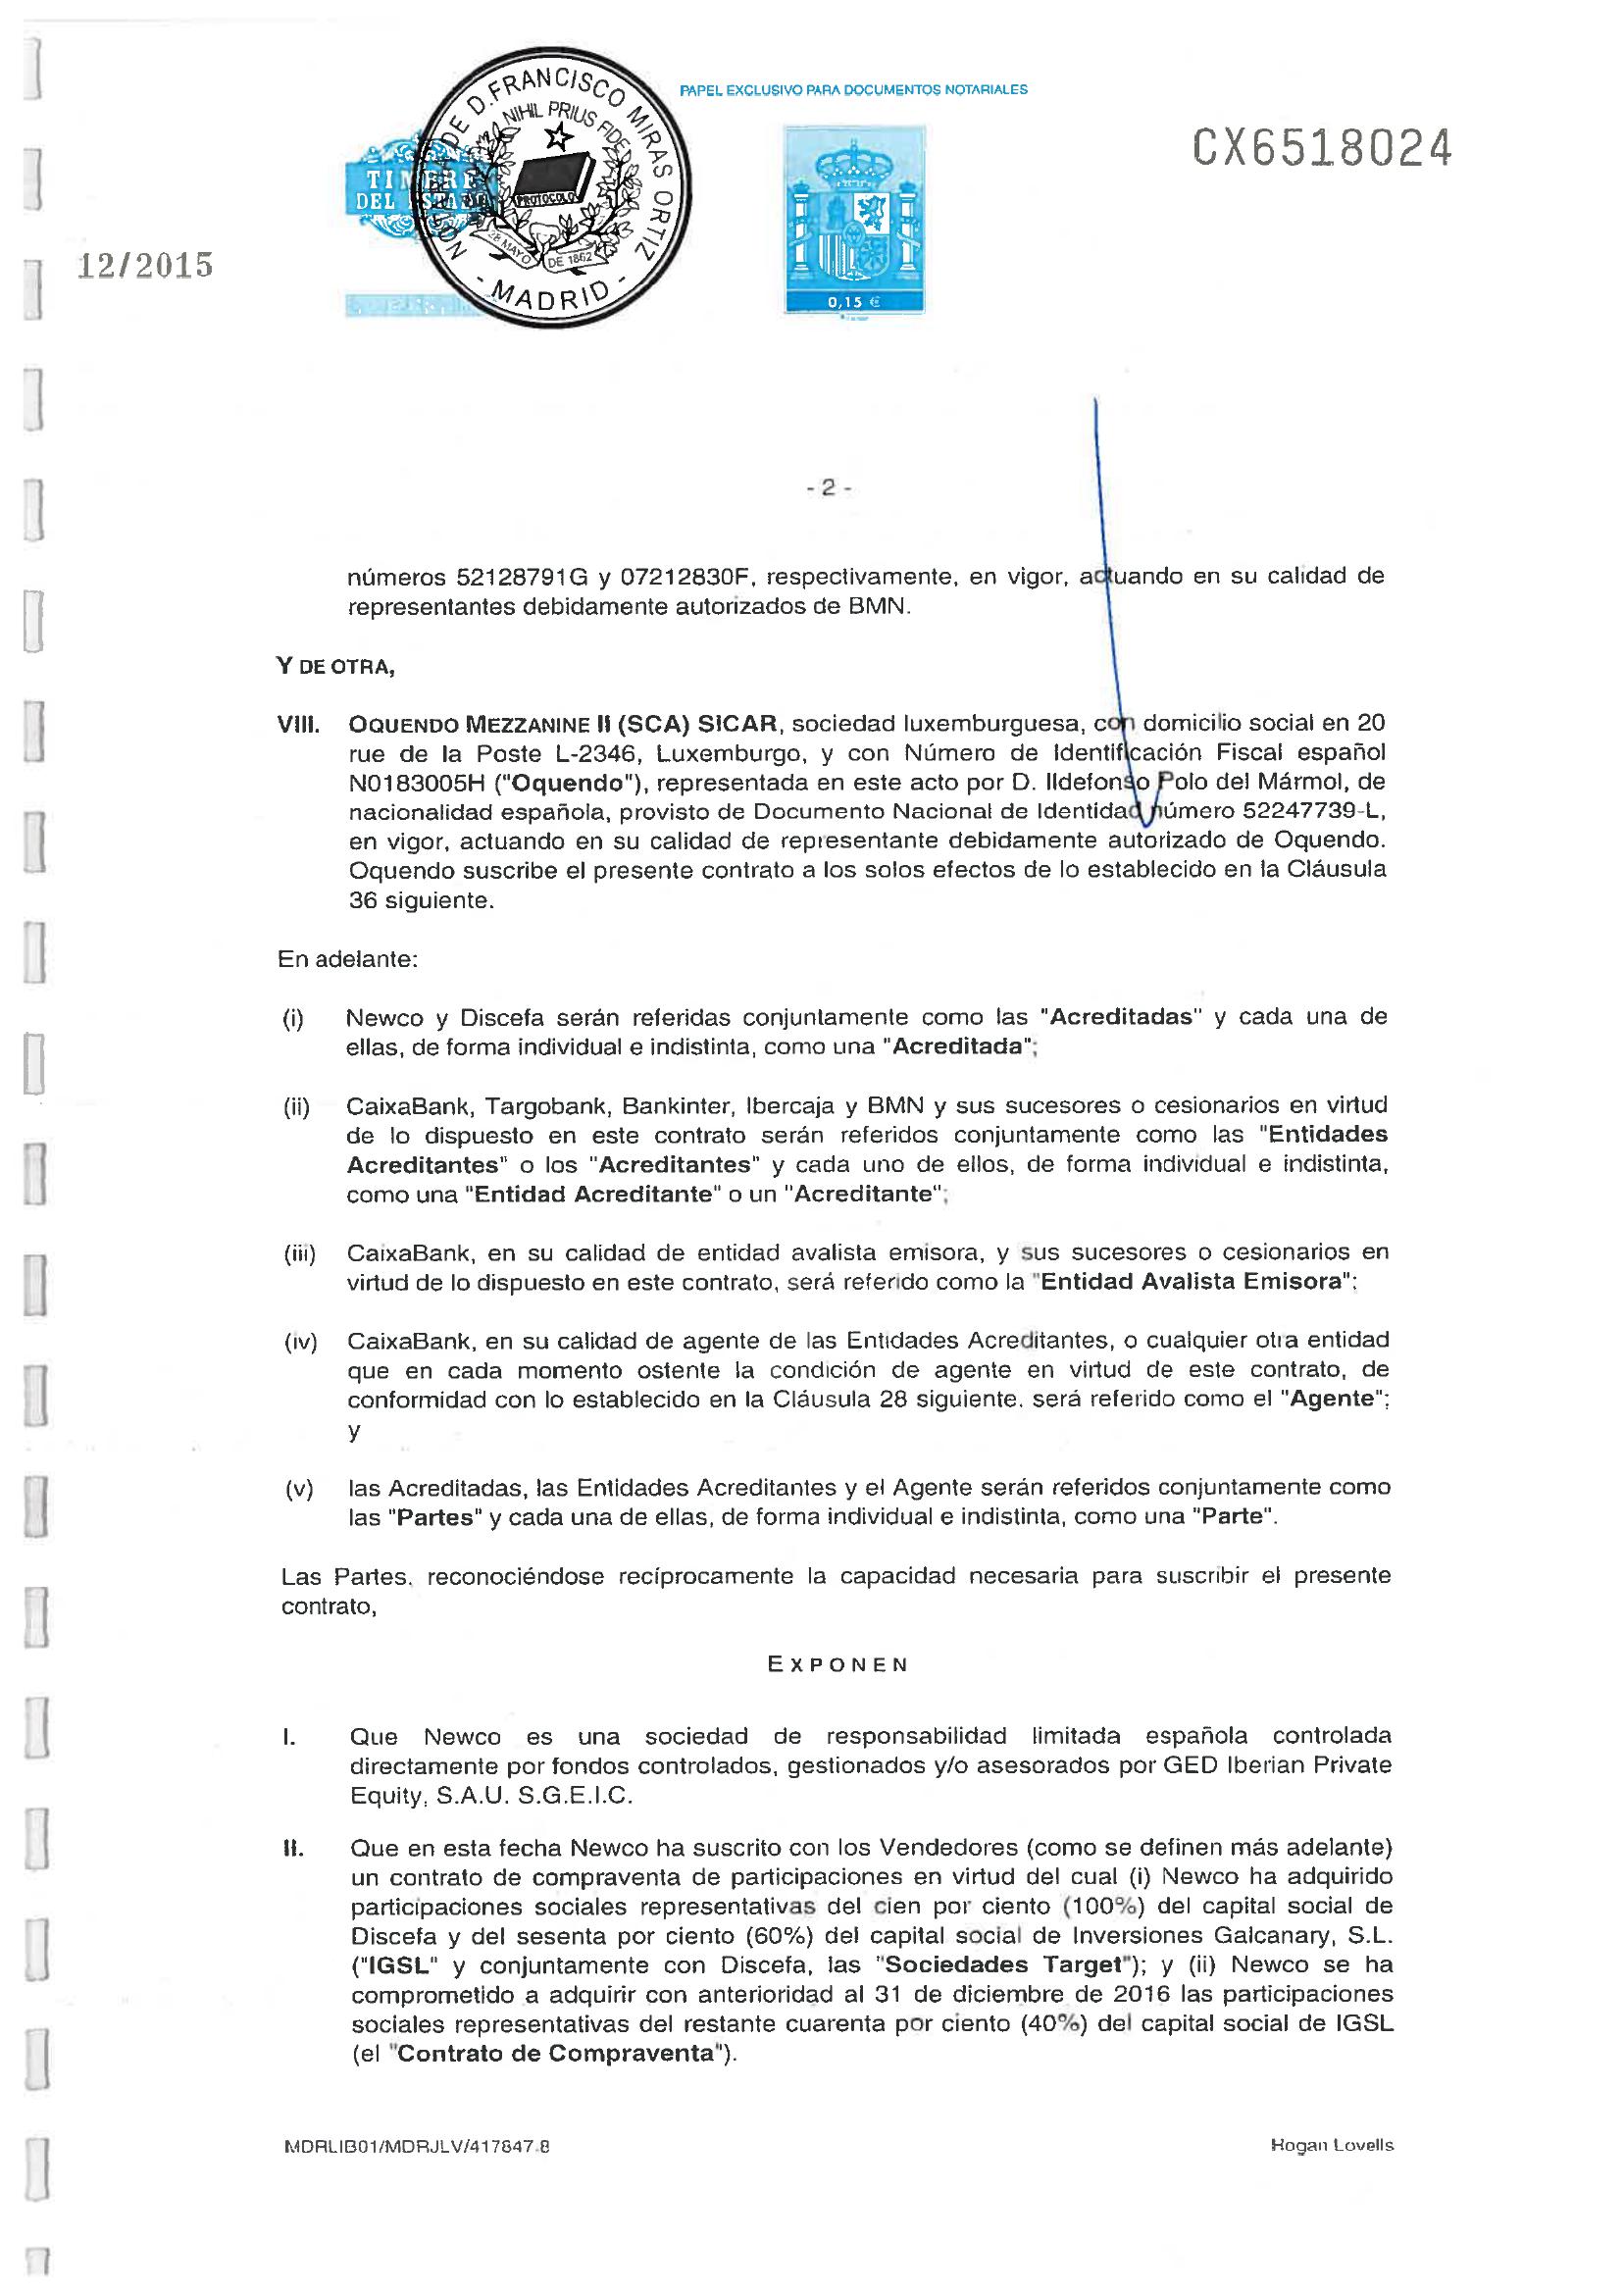 PAPEL EXCLUSIVO PARA DOCUMENTOS NOTARIALES
CX6518024
NOTARIA DE D. FRANCISCO MIRAS ORTIZ
- MADRID -
NIHIL PRIUS FIDE
PROTOCOLO
28 MAYO DE 1862
TIMBRE
DEL ESTADO
0,15 €
12/2015
- 2 -
números 52128791G y 07212830F, respectivamente, en vigor, actuando en su calidad de
representantes debidamente autorizados de BMN.
Y DE OTRA,
VIII. OQUENDO MEZZANINE II (SCA) SICAR, sociedad luxemburguesa, con domicilio social en 20
rue de la Poste L-2346, Luxemburgo, y con Número de Identificación Fiscal español
N0183005H ("Oquendo"), representada en este acto por D. Ildefonso Polo del Mármol, de
nacionalidad española, provisto de Documento Nacional de Identidad número 52247739-L,
en vigor, actuando en su calidad de representante debidamente autorizado de Oquendo.
Oquendo suscribe el presente contrato a los solos efectos de lo establecido en la Cláusula
36 siguiente.
En adelante:
(i) Newco y Discefa serán referidas conjuntamente como las "Acreditadas" y cada una de
ellas, de forma individual e indistinta, como una "Acreditada";
(ii) CaixaBank, Targobank, Bankinter, Ibercaja y BMN y sus sucesores o cesionarios en virtud
de lo dispuesto en este contrato serán referidos conjuntamente como las "Entidades
Acreditantes" o los "Acreditantes" y cada uno de ellos, de forma individual e indistinta,
como una "Entidad Acreditante" o un "Acreditante";
(iii) CaixaBank, en su calidad de entidad avalista emisora, y sus sucesores o cesionarios en
virtud de lo dispuesto en este contrato, será referido como la "Entidad Avalista Emisora";
(iv) CaixaBank, en su calidad de agente de las Entidades Acreditantes, o cualquier otra entidad
que en cada momento ostente la condición de agente en virtud de este contrato, de
conformidad con lo establecido en la Cláusula 28 siguiente. será referido como el "Agente";
y
(v) las Acreditadas, las Entidades Acreditantes y el Agente serán referidos conjuntamente como
las "Partes" y cada una de ellas, de forma individual e indistinta, como una "Parte".
Las Partes, reconociéndose recíprocamente la capacidad necesaria para suscribir el presente
contrato,
EXPONEN
I. Que Newco es una sociedad de responsabilidad limitada española controlada
directamente por fondos controlados, gestionados y/o asesorados por GED Iberian Private
Equity, S.A.U. S.G.E.I.C.
II. Que en esta fecha Newco ha suscrito con los Vendedores (como se definen más adelante)
un contrato de compraventa de participaciones en virtud del cual (i) Newco ha adquirido
participaciones sociales representativas del cien por ciento (100%) del capital social de
Discefa y del sesenta por ciento (60%) del capital social de Inversiones Galcanary, S.L.
("IGSL" y conjuntamente con Discefa, las "Sociedades Target"); y (ii) Newco se ha
comprometido a adquirir con anterioridad al 31 de diciembre de 2016 las participaciones
sociales representativas del restante cuarenta por ciento (40%) del capital social de IGSL
(el "Contrato de Compraventa").
MDRLIB01/MDRJLV/417847.8
Hogan Lovells